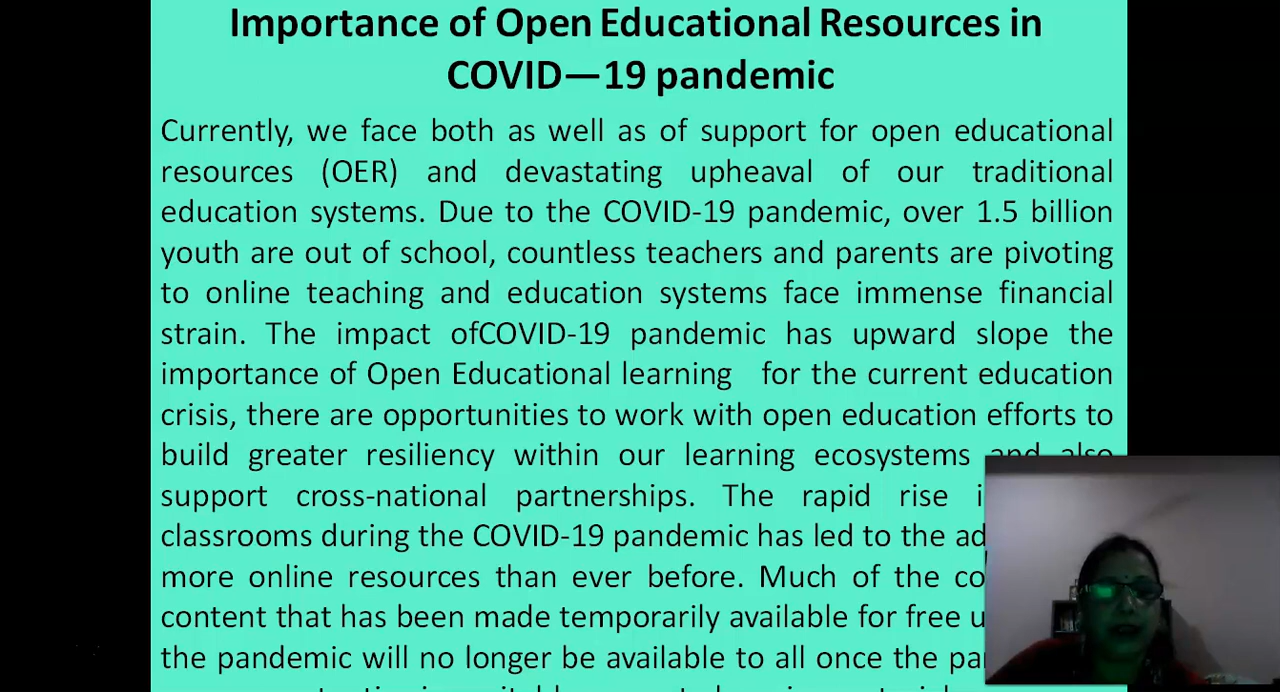 Importance of Open Educational Resources in
COVID—19 pandemic
Currently, we face both as well as of support for open educational
resources (OER) and devastating upheaval of our traditional
education systems. Due to the COVID-19 pandemic, over 1.5 billion
youth are out of school, countless teachers and parents are pivoting
to online teaching and education systems face immense financial
strain. The impact ofCOVID-19 pandemic has upward slope the
importance of Open Educational learning for the current education
crisis, there are opportunities to work with open education efforts to
build greater resiliency within our learning ecosystems and also
support cross-national partnerships. The rapid rise
classrooms during the COVID-19 pandemic has led to the
more online resources than ever before. Much of the
content that has been made temporarily available for free
the pandemic will no longer be available to all once the